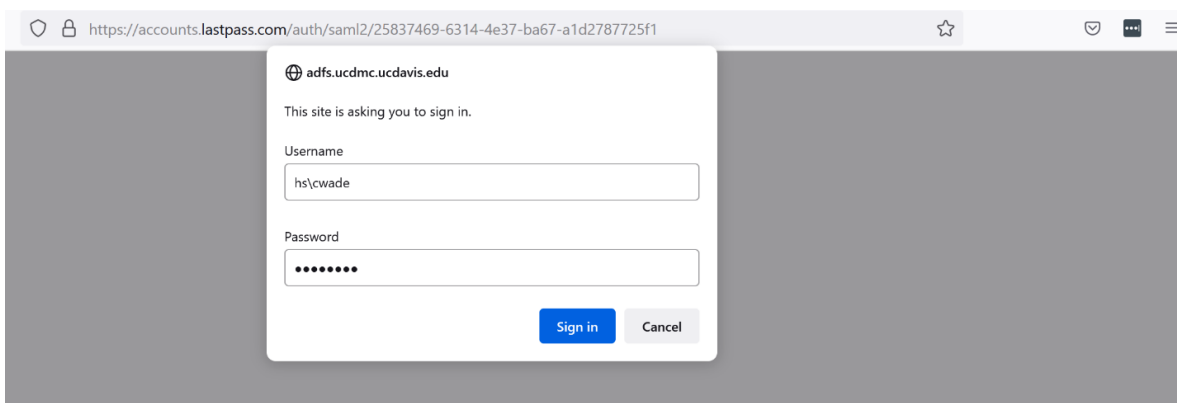 https://accounts.lastpass.com/auth/saml2/25837469-6314-4e37-ba67-a1d2787725f1
adfs.ucdmc.ucdavis.edu
This site is asking you to sign in.
Username
hs\cwade
Password
••••••••
Sign in Cancel